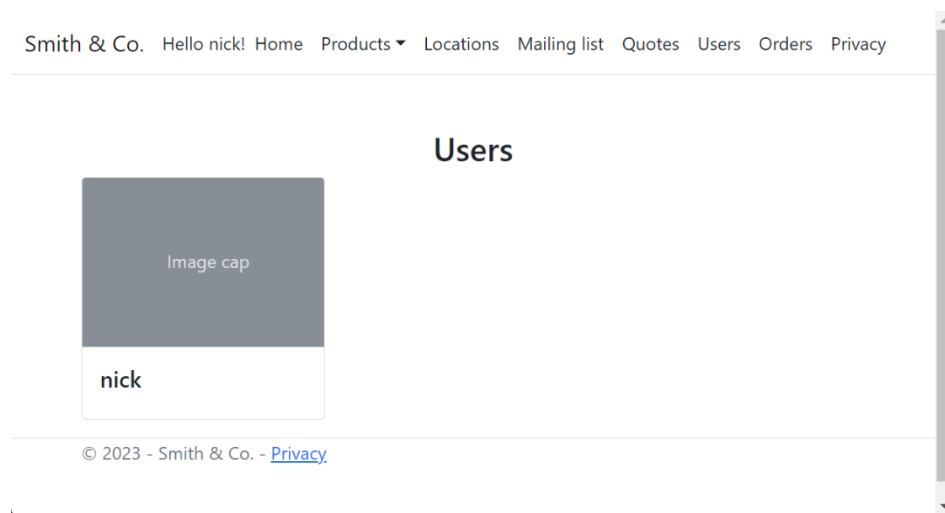 Smith & Co. Hello nick! Home Products Locations Mailing list Quotes Users Orders Privacy
Users
Image cap
nick
© 2023 - Smith & Co. - Privacy